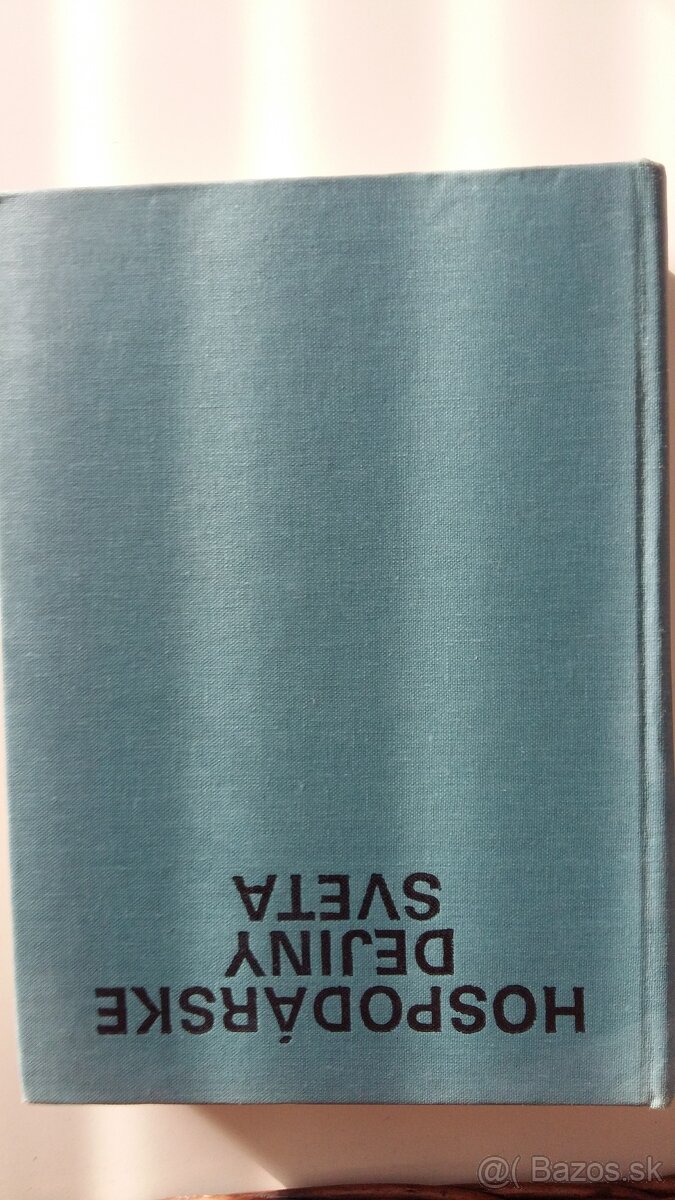 HOSPODÁRSKE
DEJINY
SVETA
@( Bazos.sk